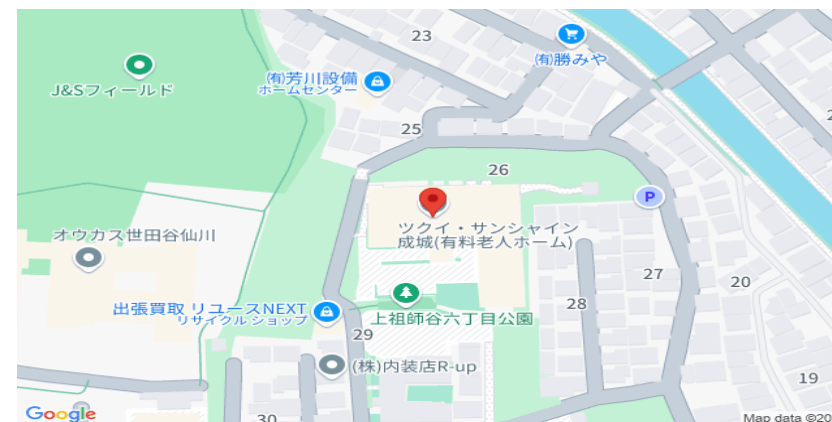 23
(有)勝みや
J&Sフィールド
(有)芳川設備
ホームセンター
25
26
P
オウカス世田谷仙川
ツクイ・サンシャイン
成城(有料老人ホーム)
27
20
出張買取 リユースNEXT
リサイクル ショップ
上祖師谷六丁目公園
28
29
(株)内装店R-up
19
30
Google
Map data ©20